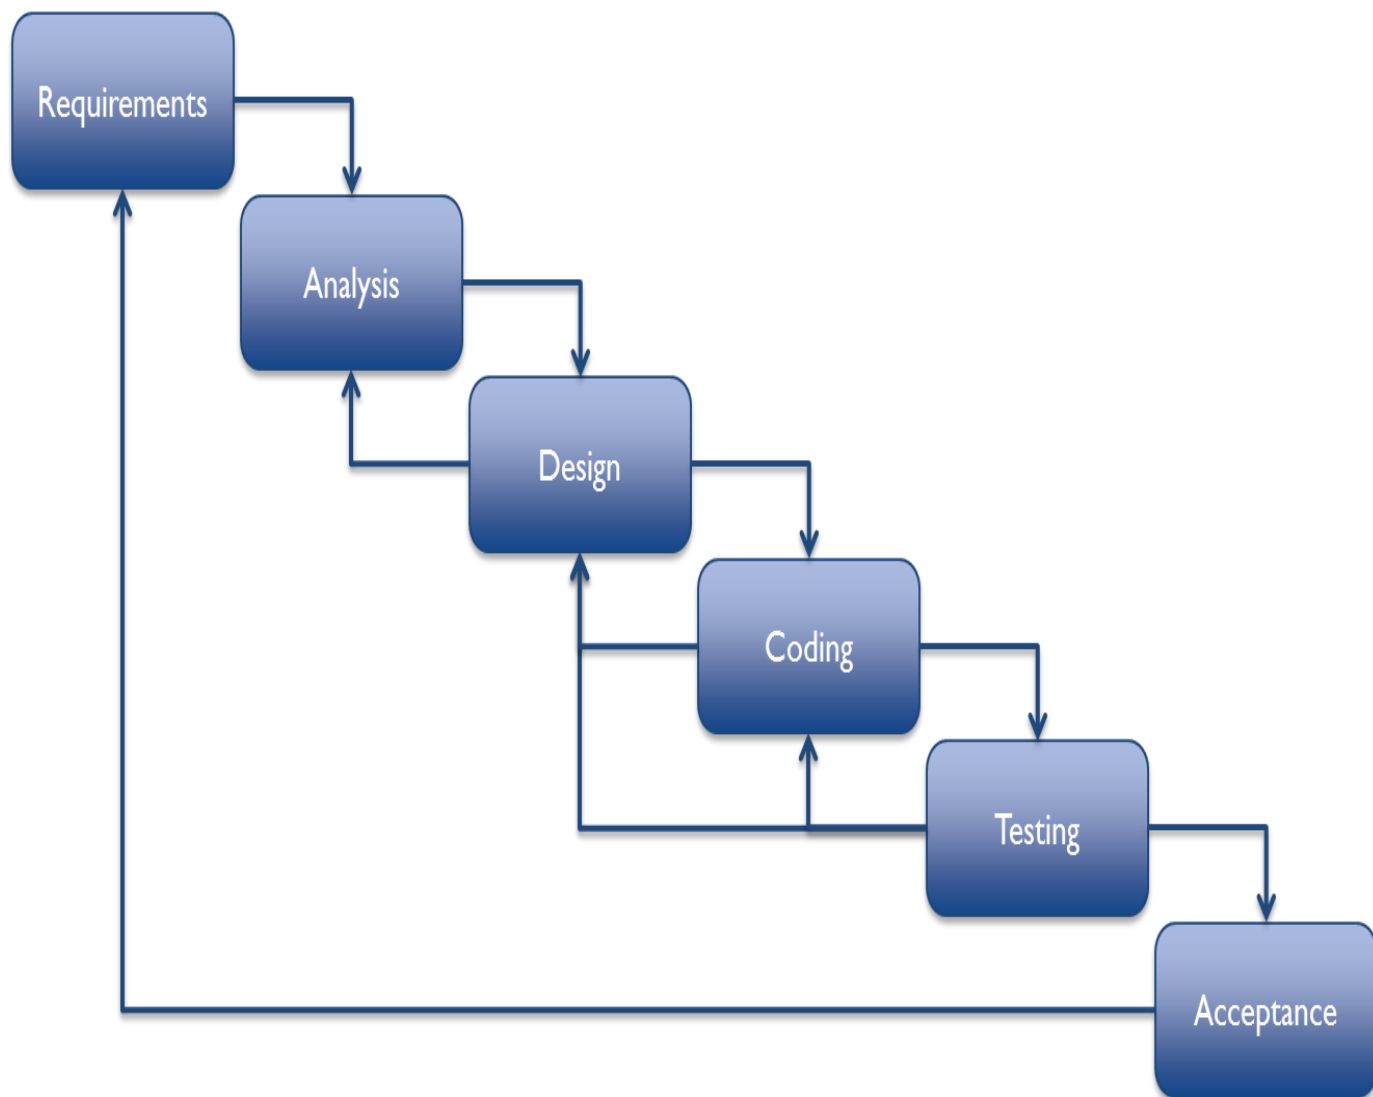 Requirements
Analysis
Design
Coding
Testing
Acceptance